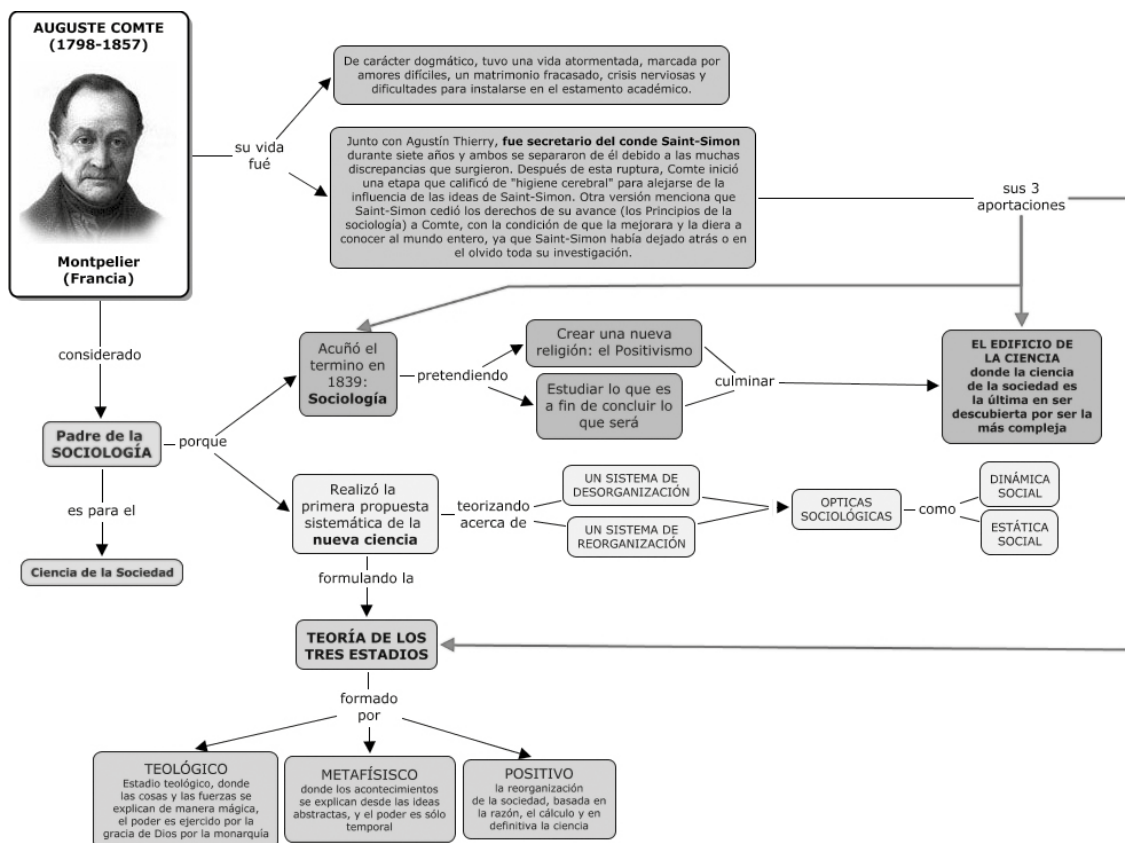 AUGUSTE COMTE
(1798-1857)
Montpelier
(Francia)
su vida
fué
De carácter dogmático, tuvo una vida atormentada, marcada por
amores difíciles, un matrimonio fracasado, crisis nerviosas y
dificultades para instalarse en el estamento académico.
Junto con Agustín Thierry, fue secretario del conde Saint-Simon
durante siete años y ambos se separaron de él debido a las muchas
discrepancias que surgieron. Después de esta ruptura, Comte inició
una etapa que calificó de "higiene cerebral" para alejarse de la
influencia de las ideas de Saint-Simon. Otra versión menciona que
Saint-Simon cedió los derechos de su avance (los Principios de la
sociología) a Comte, con la condición de que la mejorara y la diera a
conocer al mundo entero, ya que Saint-Simon había dejado atrás o en
el olvido toda su investigación.
sus 3
aportaciones
considerado
Padre de la
SOCIOLOGÍA
es para el
Ciencia de la Sociedad
porque
Acuñó el
termino en
1839:
Sociología
pretendiendo
Crear una nueva
religión: el Positivismo
Estudiar lo que es
a fin de concluir lo
que será
culminar
EL EDIFICIO DE
LA CIENCIA
donde la ciencia
de la sociedad es
la última en ser
descubierta por ser la
más compleja
Realizó la
primera propuesta
sistemática de la
nueva ciencia
teorizando
acerca de
UN SISTEMA DE
DESORGANIZACIÓN
UN SISTEMA DE
REORGANIZACIÓN
OPTICAS
SOCIOLÓGICAS
como
DINÁMICA
SOCIAL
ESTÁTICA
SOCIAL
formulando la
TEORÍA DE LOS
TRES ESTADIOS
formado
por
TEOLÓGICO
Estadio teológico, donde
las cosas y las fuerzas se
explican de manera mágica,
el poder es ejercido por la
gracia de Dios por la monarquía
METAFÍSISCO
donde los acontecimientos
se explican desde las ideas
abstractas, y el poder es sólo
temporal
POSITIVO
la reorganización
de la sociedad, basada en
la razón, el cálculo y en
definitiva la ciencia